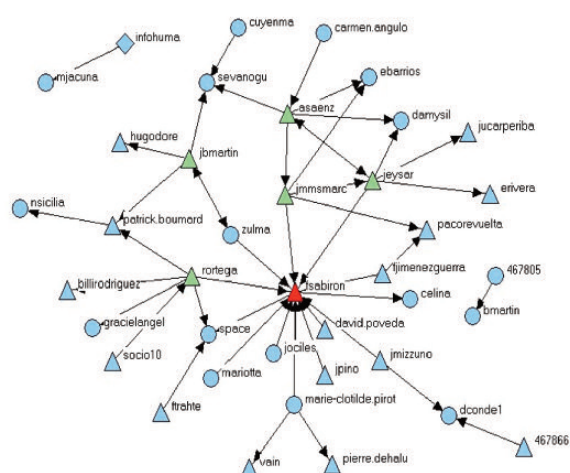 cuyenma
carmen.angulo
infohuma
mjacuna
sevanogu
ebarrios
asaenz
damysil
jucarperiba
hugodore
jbmartin
jeysar
jmmsmarc
erivera
nsicilia
patrick.boumard
zulma
pacorevuelta
rortega
fjimenezguerra
467805
billirodriguez
jsabiron
celina
bmartin
gracielangel
space
david.poveda
socio10
jociles
mariotta
jpino
jmizzuno
ftrahte
marie-clotilde.pirot
dconde1
467866
vain
pierre.dehalu